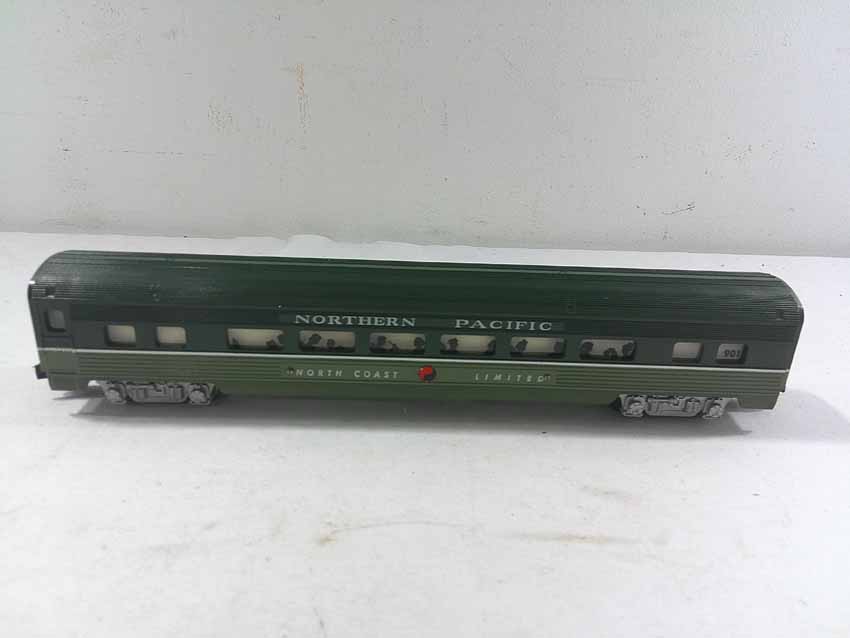 NORTHERN PACIFIC
901
NORTH COAST LIMITED